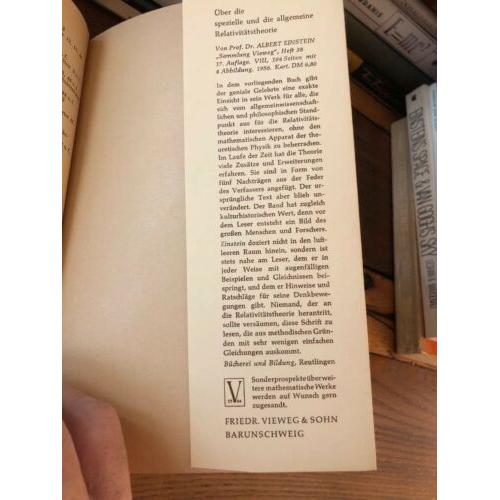 Über die
spezielle und die allgemeine
Relativitätstheorie
Von Prof. Dr. ALBERT EINSTEIN
„Sammlung Vieweg", Heft 38
17. Auflage. VIII, 104 Seiten mit
4 Abbildung. 1956. Kart. DM 6,80
In dem vorliegenden Buch gibt
der geniale Gelehrte eine exakte
Einsicht in sein Werk für alle, die
sich vom allgemeinwissenschaft-
lichen und philosophischen Stand-
punkt aus für die Relativitäts-
theorie interessieren, ohne den
mathematischen Apparat der the-
oretischen Physik zu beherrschen.
Im Laufe der Zeit hat die Theorie
viele Zusätze und Erweiterungen
erfahren. Sie sind in Form von
fünf Nachträgen aus der Feder
des Verfassers angefügt. Der ur-
sprüngliche Text aber blieb un-
verändert. Der Band hat zugleich
kulturhistorischen Wert, denn vor
dem Leser entsteht ein Bild des
großen Menschen und Forschers.
Einstein doziert nicht in den luft-
leeren Raum hinein, sondern ist
stets nahe am Leser, dem er in
jeder Weise mit augenfälligen
Beispielen und Gleichnissen bei-
springt, und dem er Hinweise und
Ratschläge für seine Denkbewe-
gungen gibt. Niemand, der an
die Relativitätstheorie herantritt,
sollte versäumen, diese Schrift zu
lesen, die aus methodischen Grün-
den mit sehr wenigen einfachen
Gleichungen auskommt.
Bücherei und Bildung, Reutlingen
V
Sonderprospekte über wei-
tere mathematische Werke
werden auf Wunsch gern
zugesandt.
FRIEDR. VIEWEG & SOHN
BARUNSCHWEIG